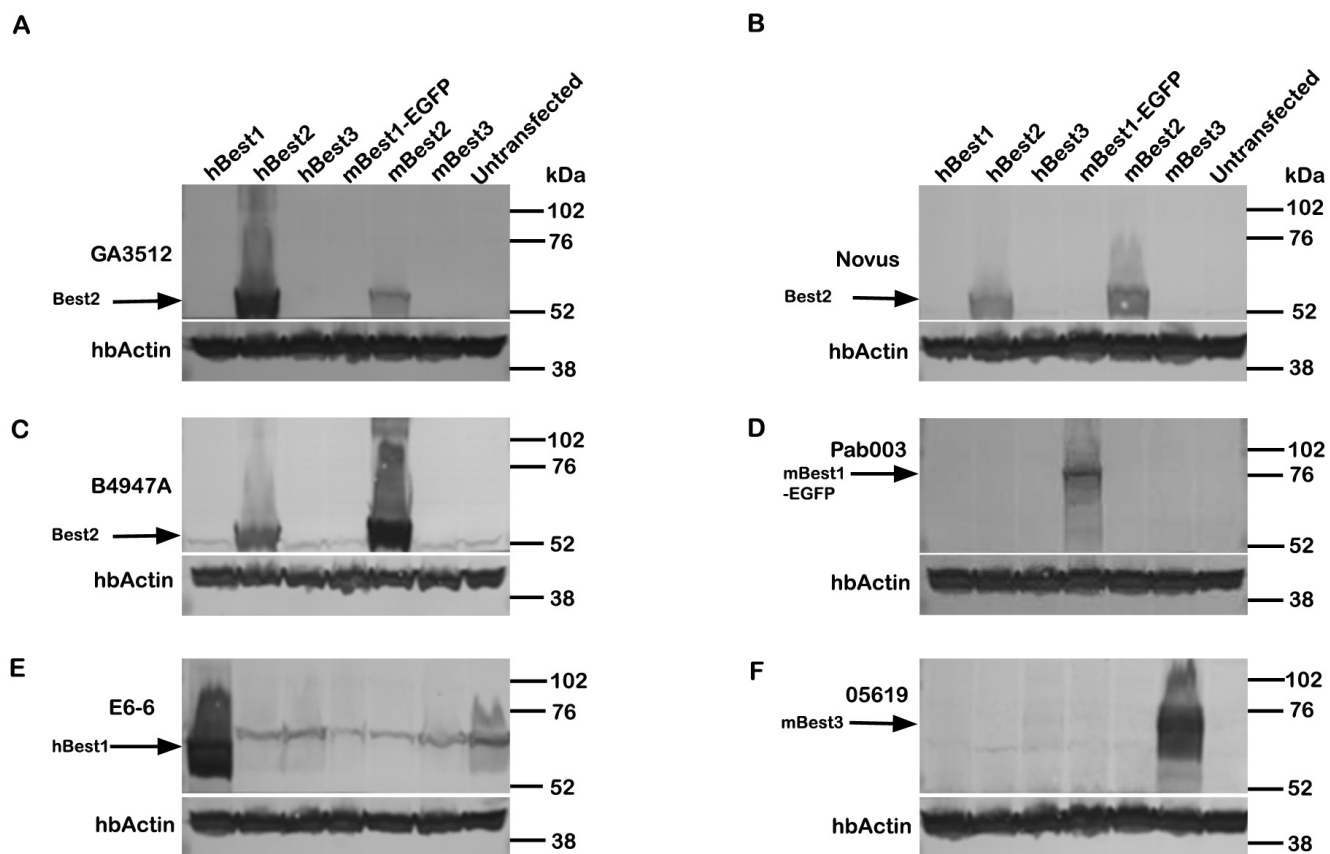 A
hBest1
hBest2
hBest3
mBest1-EGFP
mBest2
mBest3
Untransfected
kDa
102
76
GA3512
Best2
52
hbActin
38
B
hBest1
hBest2
hBest3
mBest1-EGFP
mBest2
mBest3
Untransfected
kDa
102
76
Novus
Best2
52
hbActin
38
C
102
76
B4947A
Best2
52
hbActin
38
D
Pab003
102
mBest1
-EGFP
76
52
hbActin
38
E
102
E6-6
76
hBest1
52
hbActin
38
F
05619
102
mBest3
76
52
hbActin
38